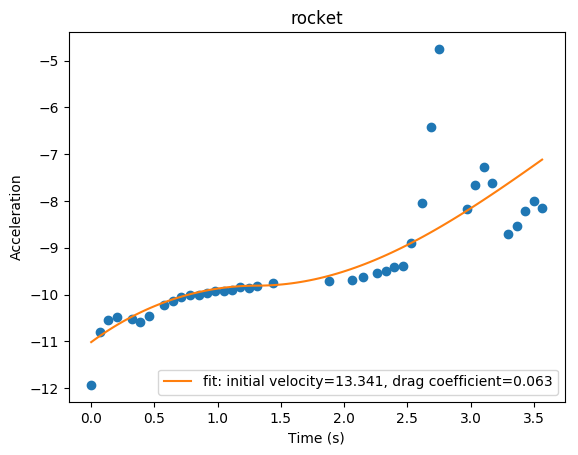 rocket
−5
−6
−7
−8
−9
−10
−11
−12
Acceleration
fit: initial velocity=13.341, drag coefficient=0.063
0.0 0.5 1.0 1.5 2.0 2.5 3.0 3.5
Time (s)